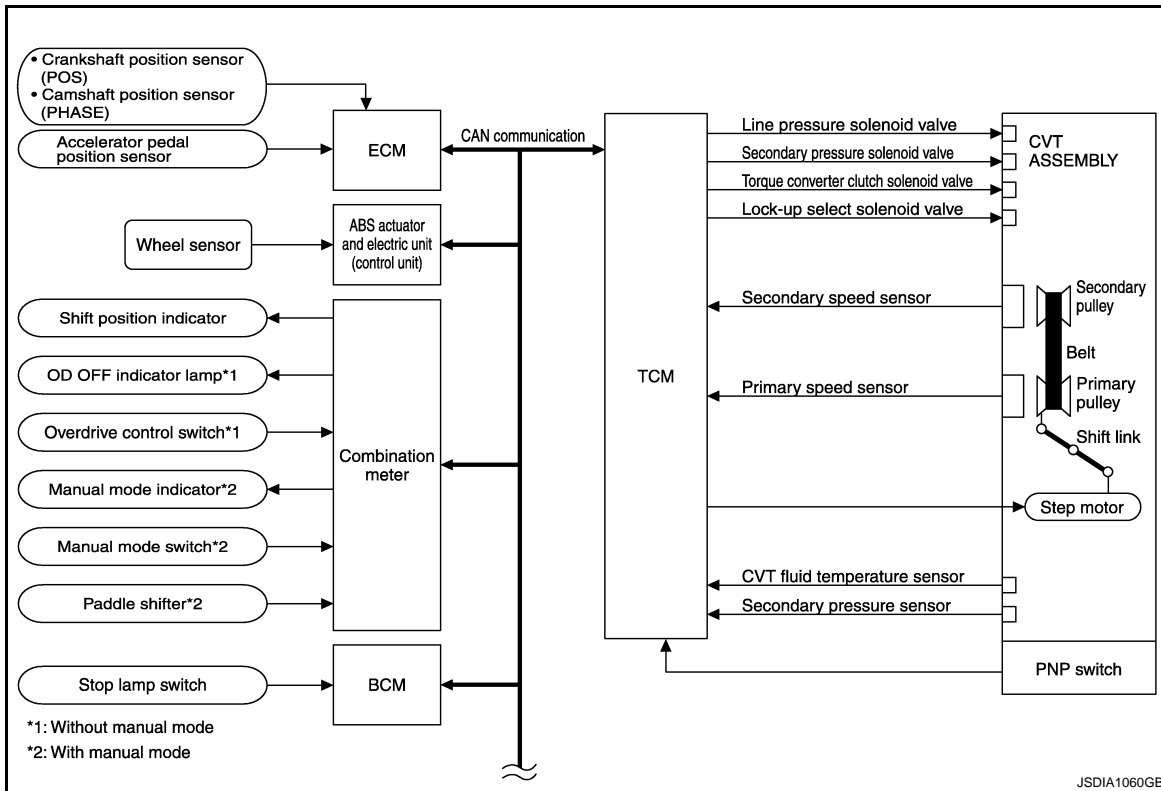 • Crankshaft position sensor
(POS)
• Camshaft position sensor
(PHASE)
Accelerator pedal
position sensor
ECM
CAN communication
Wheel sensor
ABS actuator
and electric unit
(control unit)
Shift position indicator
OD OFF indicator lamp*1
Overdrive control switch*1
Manual mode indicator*2
Manual mode switch*2
Paddle shifter*2
Combination
meter
Stop lamp switch
BCM
*1: Without manual mode
*2: With manual mode
TCM
Line pressure solenoid valve
Secondary pressure solenoid valve
Torque converter clutch solenoid valve
Lock-up select solenoid valve
Secondary speed sensor
Primary speed sensor
CVT fluid temperature sensor
Secondary pressure sensor
CVT
ASSEMBLY
Secondary
pulley
Belt
Primary
pulley
Shift link
Step motor
PNP switch
JSDIA1060GB